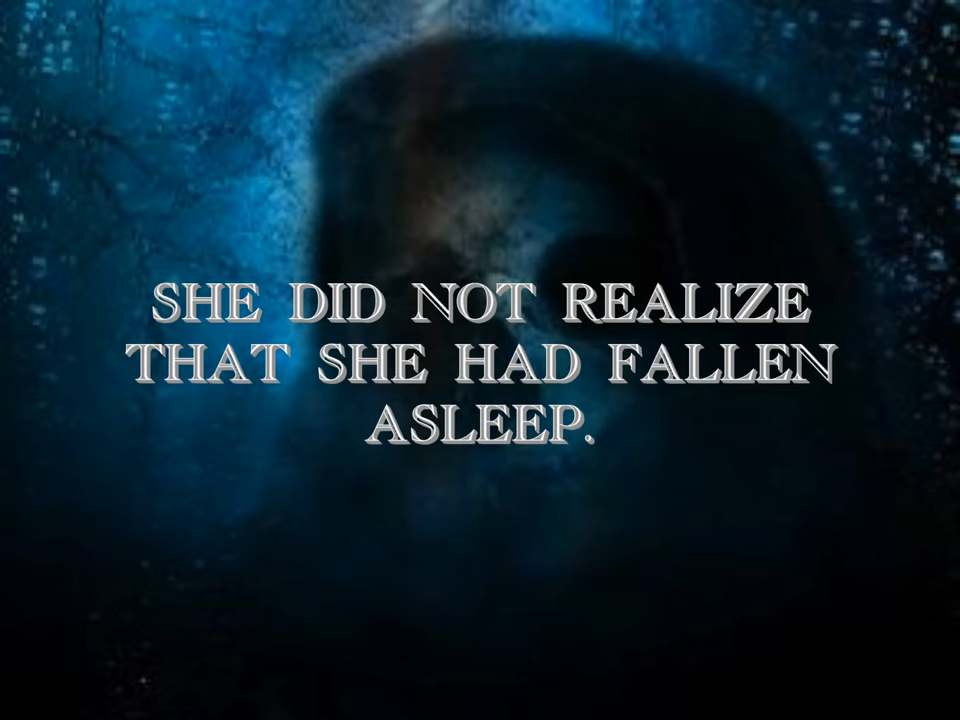 SHE DID NOT REALIZE
THAT SHE HAD FALLEN
ASLEEP.